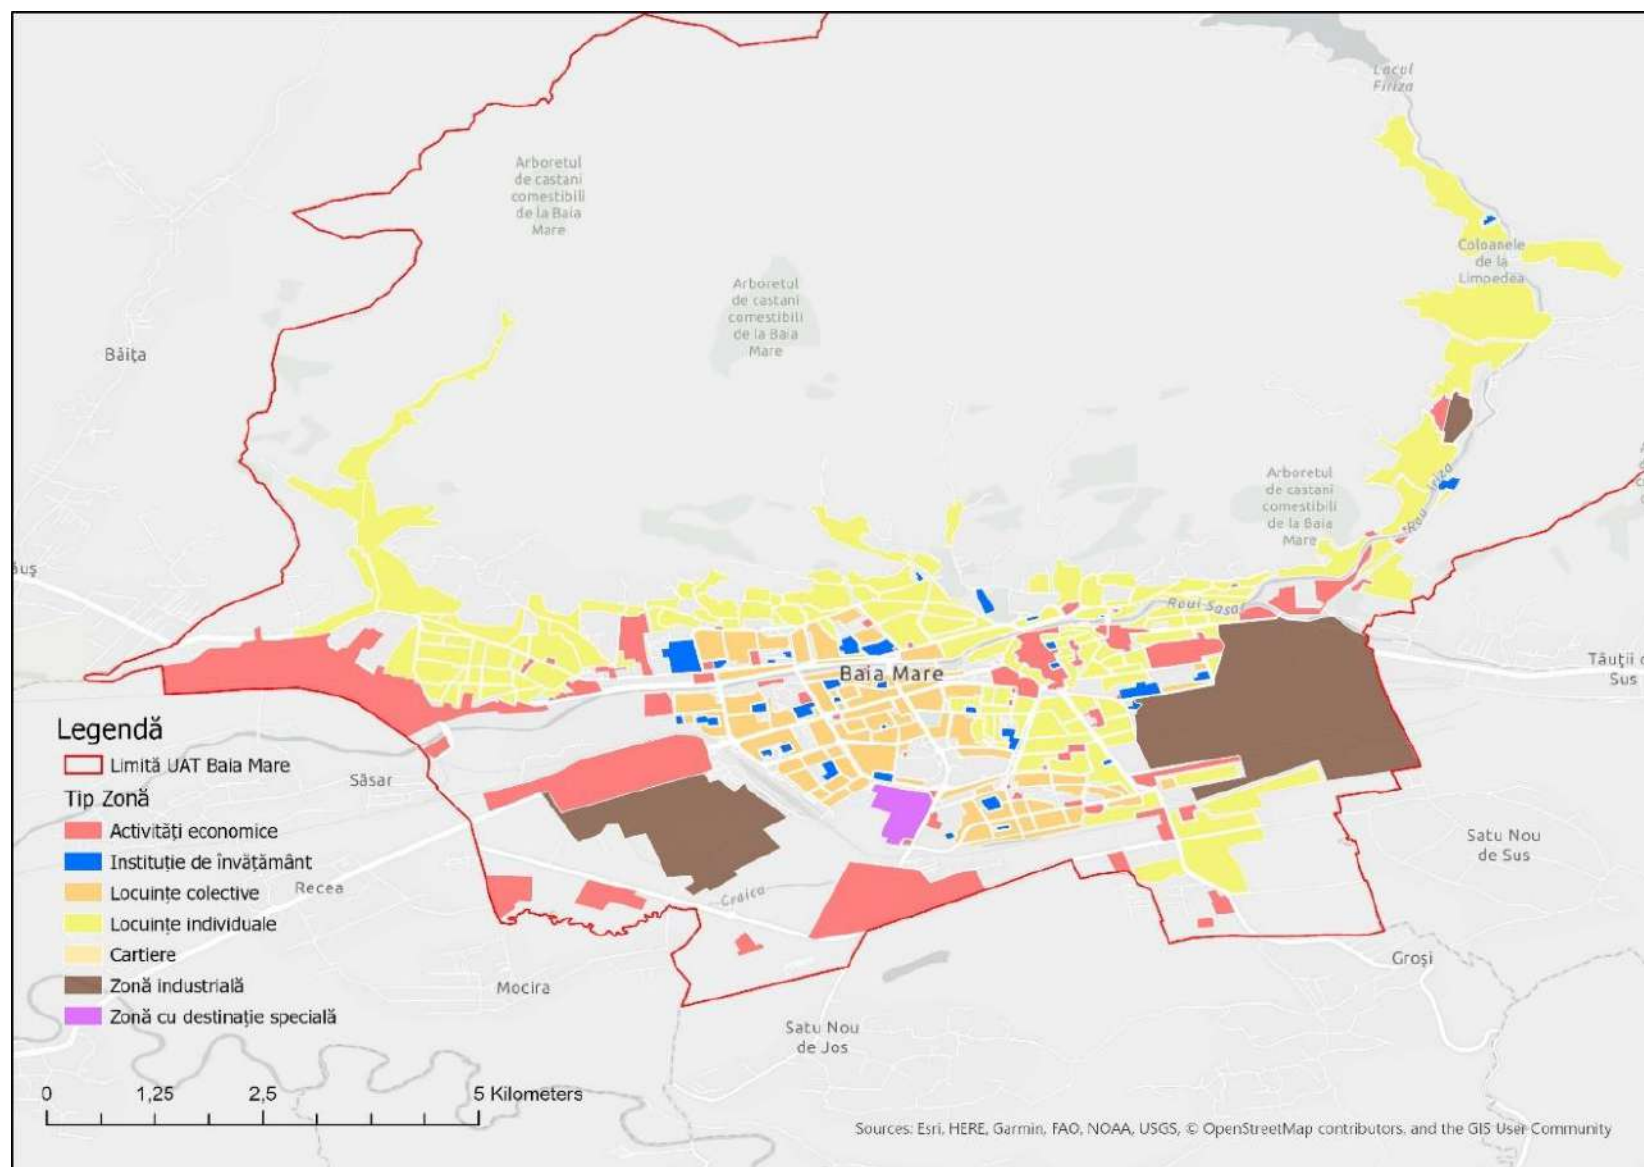 Lacul
Firiza
Arboretul
de castani
comestibili
de la Baia
Mare
Coloanele
de la
Limpedea
Arboretul
de castani
comestibili
de la Baia
Mare
Băița
Arboretul
de castani
comestibili
de la Baia
Mare
Baia Mare
Legendă
Limită UAT Baia Mare
Tip Zonă
Activități economice
Instituție de învățământ
Locuințe colective
Locuințe individuale
Cartiere
Zonă industrială
Zonă cu destinație specială
Săsar
Recea
Mocira
Craica
Satu Nou
de Jos
Satu Nou
de Sus
Groși
Tăuții d
Sus
0 1,25 2,5 5 Kilometers
Sources: Esri, HERE, Garmin, FAO, NOAA, USGS, © OpenStreetMap contributors, and the GIS User Community